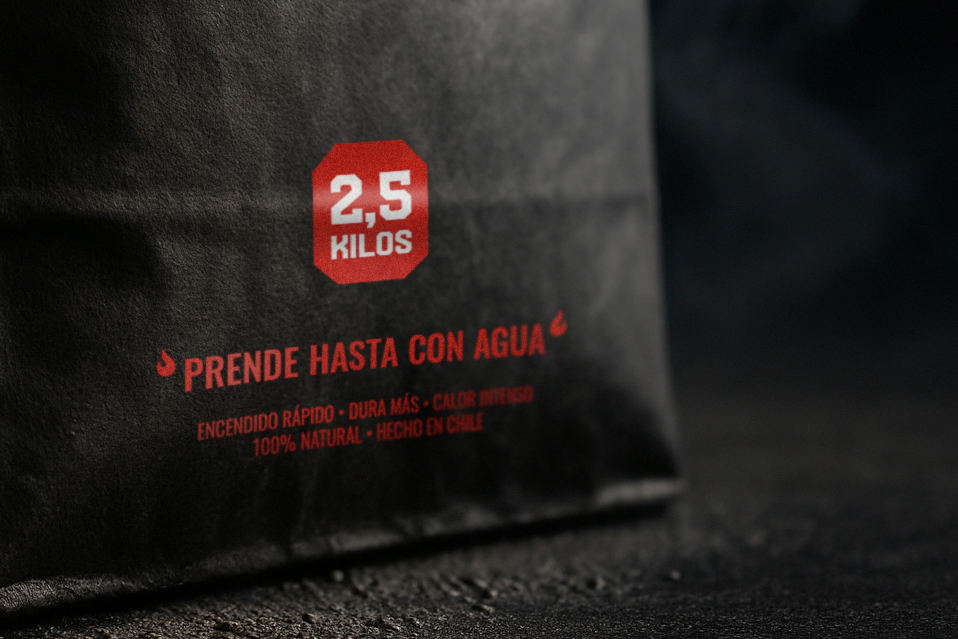 2,5
KILOS
PRENDE HASTA CON AGUA
ENCENDIDO RÁPIDO • DURA MÁS • CALOR INTENSO
100% NATURAL • HECHO EN CHILE